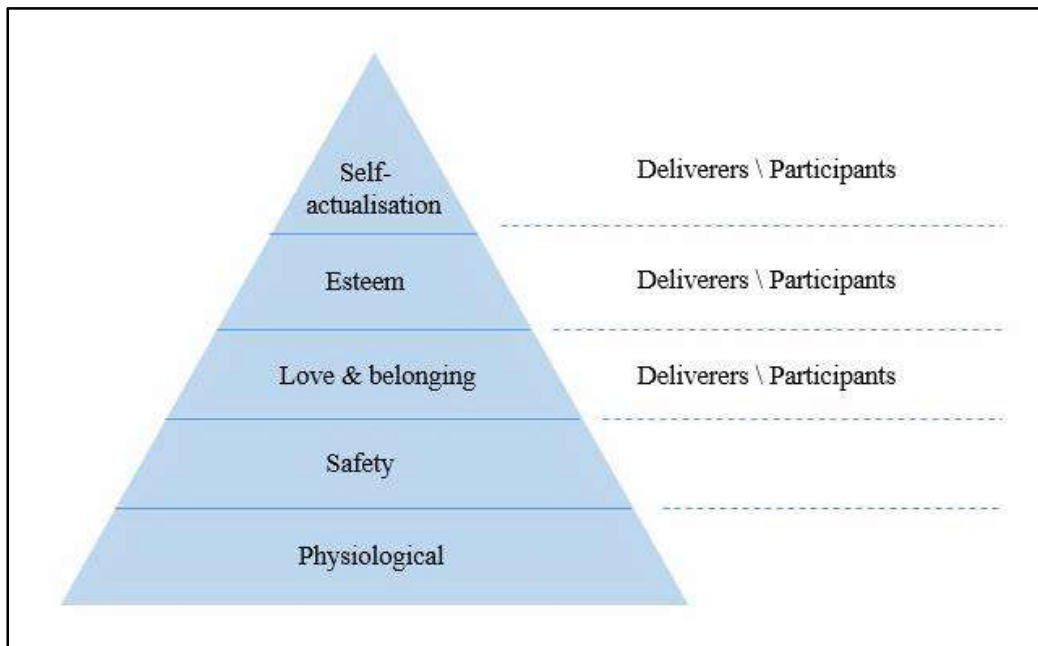 Self-
actualisation
Deliverers \ Participants
Esteem
Deliverers \ Participants
Love & belonging
Deliverers \ Participants
Safety
Physiological